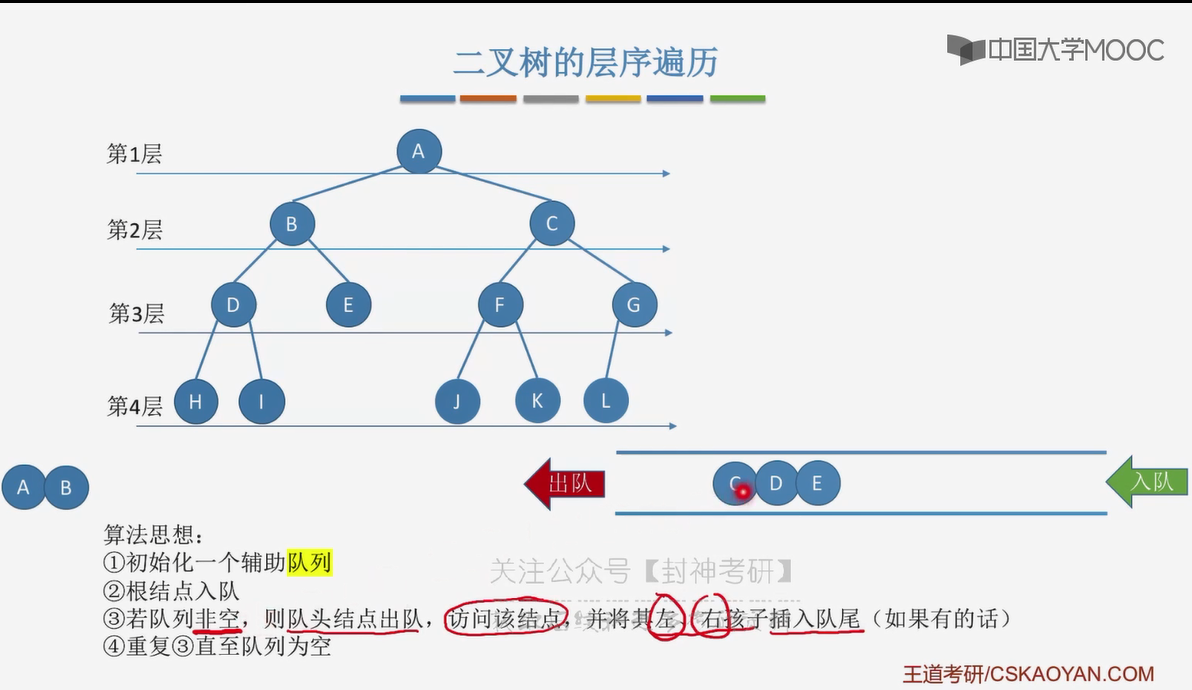 中国大学MOOC
二叉树的层序遍历
第1层
A
第2层
B C
第3层
D E F G
第4层
H I J K L
A B
出队
C D E
入队
算法思想：
①初始化一个辅助队列
关注公众号【封神考研】
②根结点入队
③若队列非空，则队头结点出队，访问该结点，并将其左、右孩子插入队尾（如果有的话）
④重复③直至队列为空
王道考研/CSKAOYAN.COM